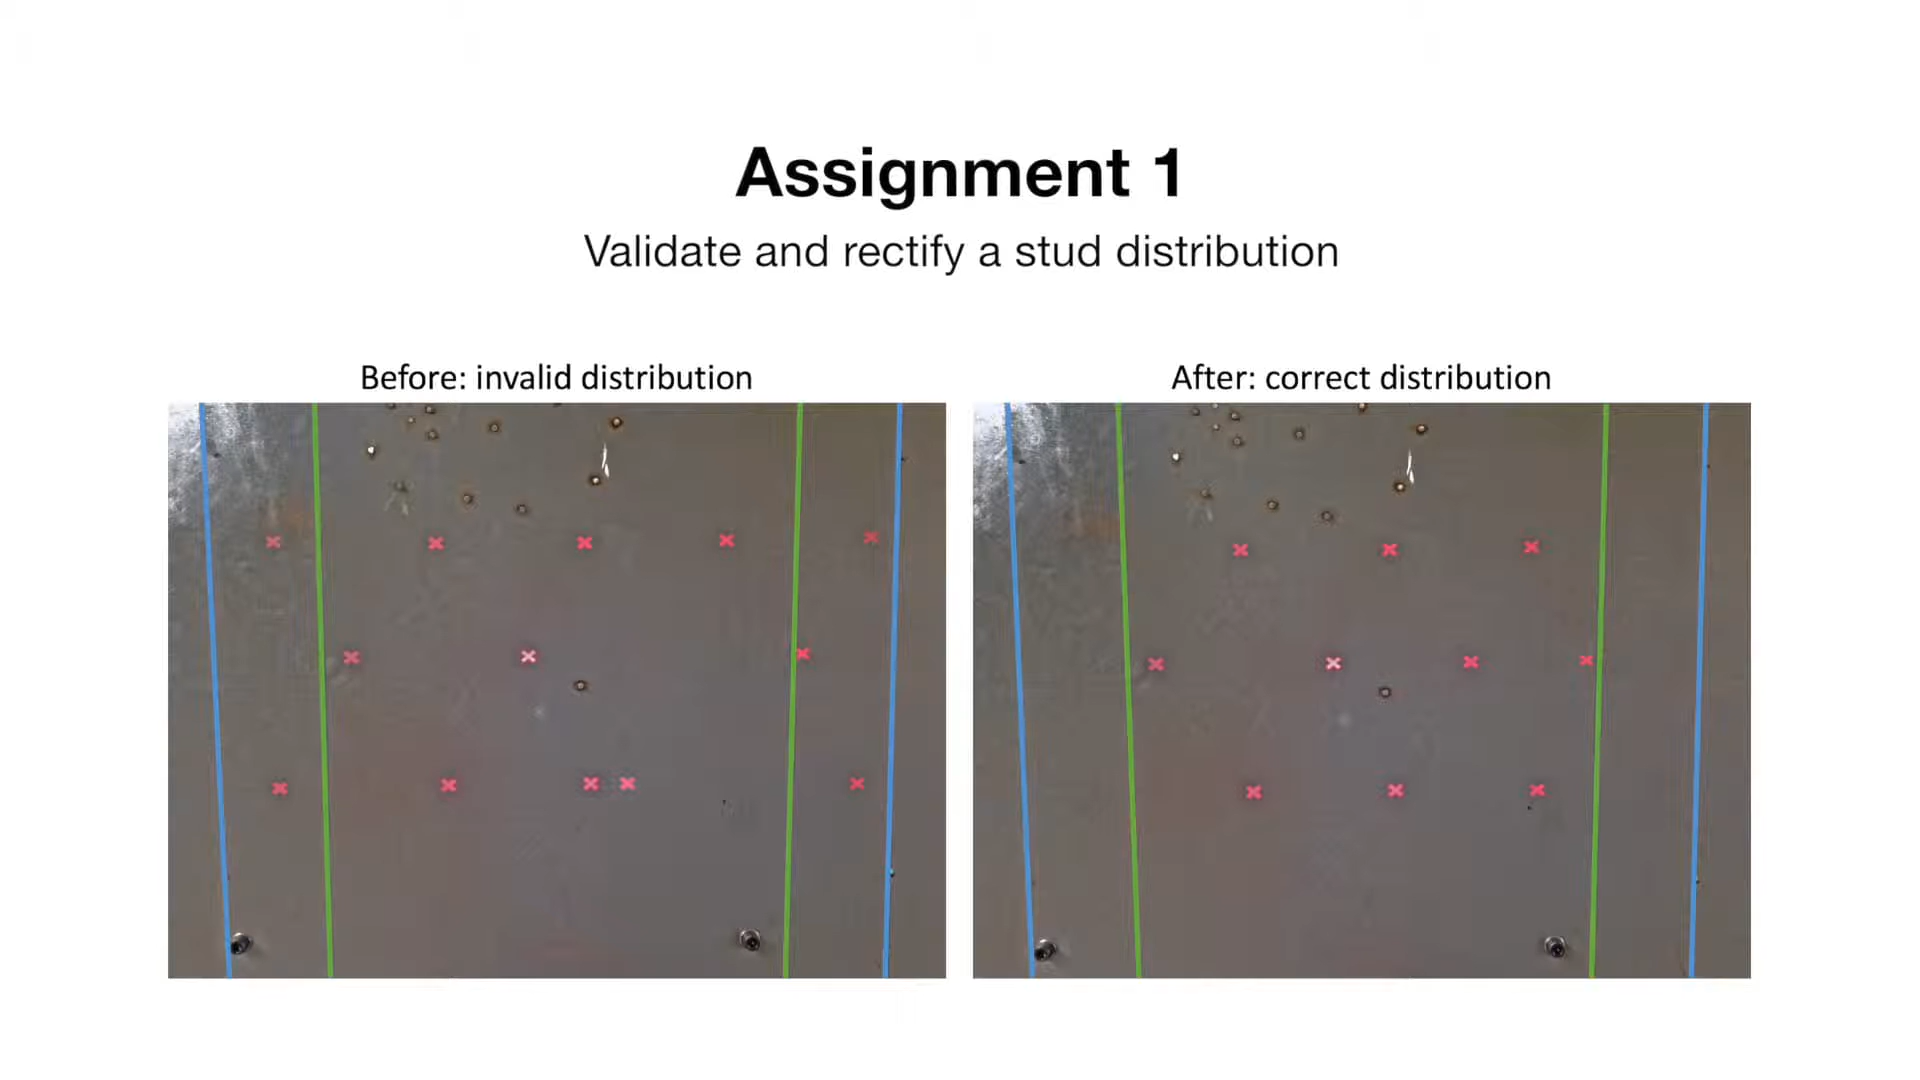 Assignment 1
Validate and rectify a stud distribution
Before: invalid distribution
After: correct distribution